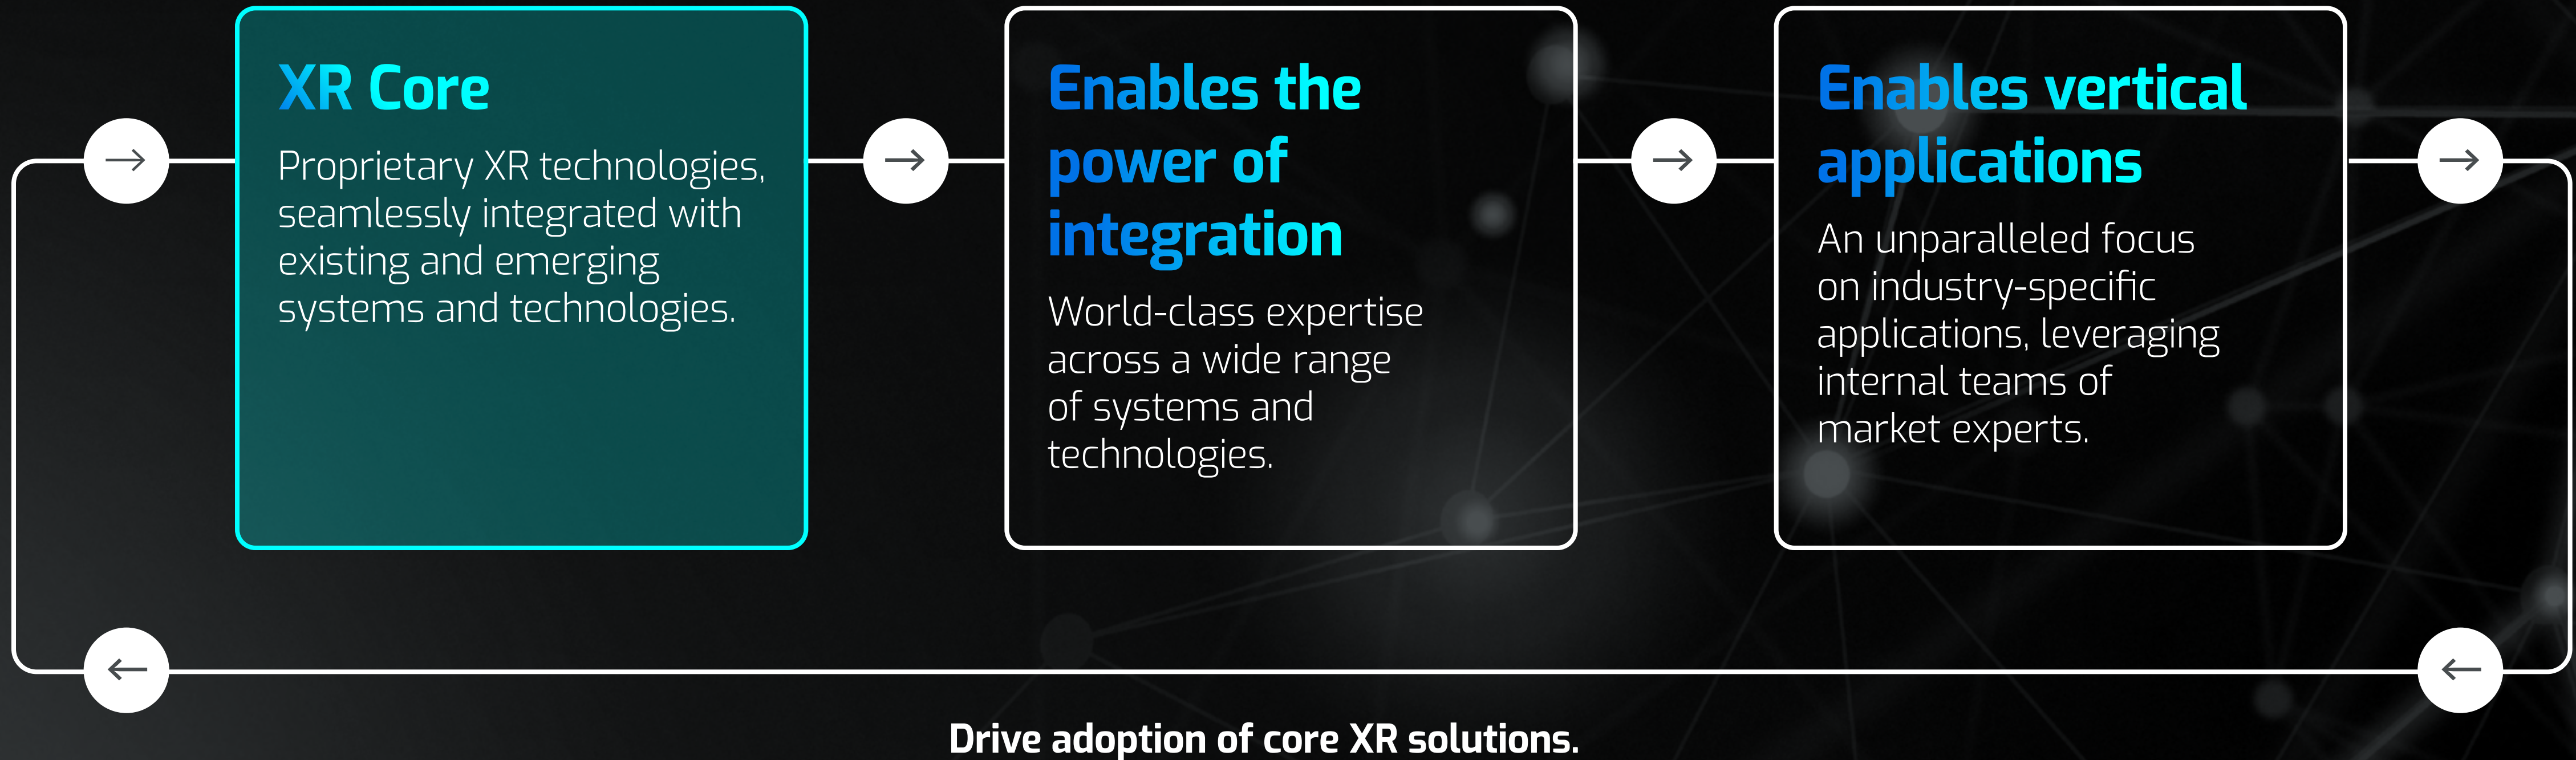 XR Core
Proprietary XR technologies,
seamlessly integrated with
existing and emerging
systems and technologies.
Enables the
power of
integration
World-class expertise
across a wide range
of systems and
technologies.
Enables vertical
applications
An unparalleled focus
on industry-specific
applications, leveraging
internal teams of
market experts.
Drive adoption of core XR solutions.